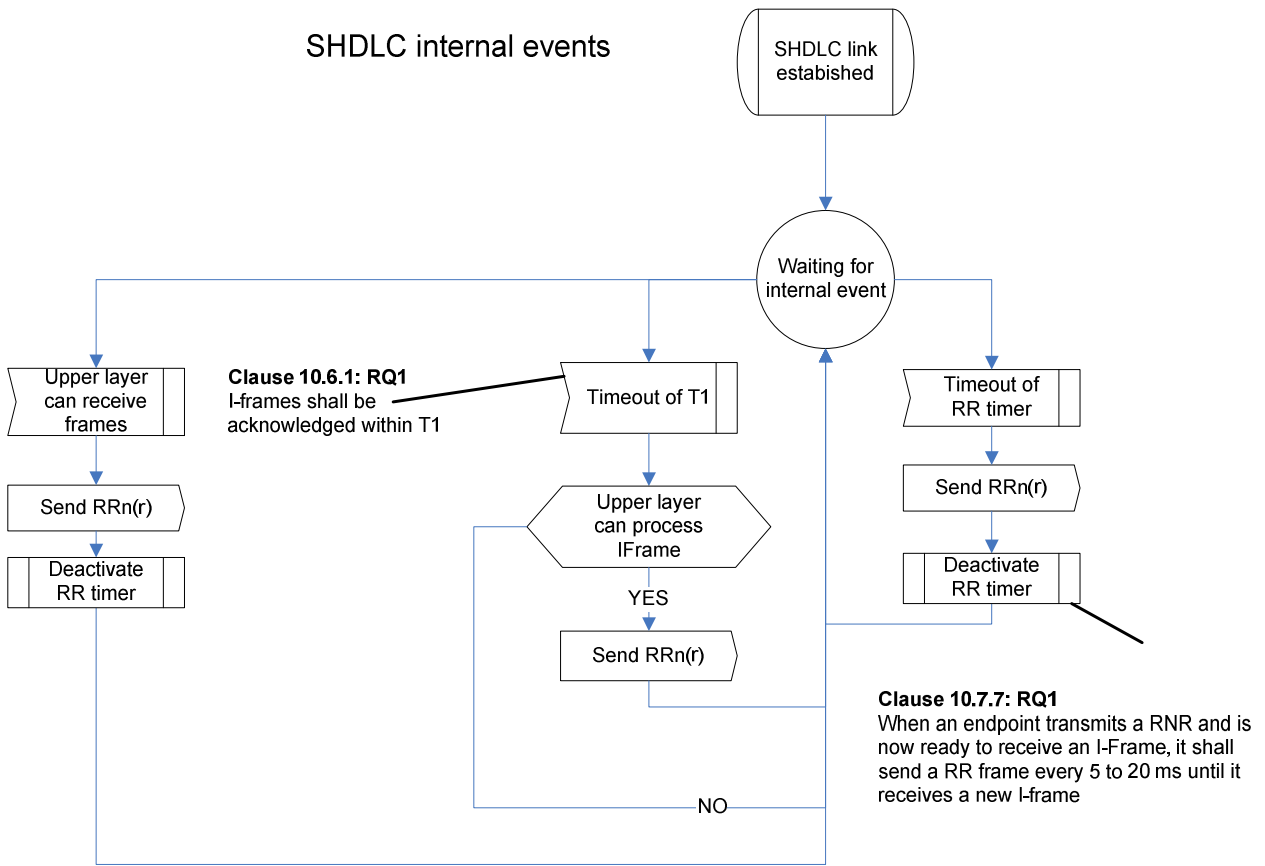 SHDLC internal events
SHDLC link
estabished
Waiting for
internal event
Upper layer
can receive
frames
Send RRn(r)
Deactivate
RR timer
Clause 10.6.1: RQ1
I-frames shall be
acknowledged within T1
Timeout of T1
Upper layer
can process
IFrame
YES
Send RRn(r)
NO
Timeout of
RR timer
Send RRn(r)
Deactivate
RR timer
Clause 10.7.7: RQ1
When an endpoint transmits a RNR and is
now ready to receive an I-Frame, it shall
send a RR frame every 5 to 20 ms until it
receives a new I-frame